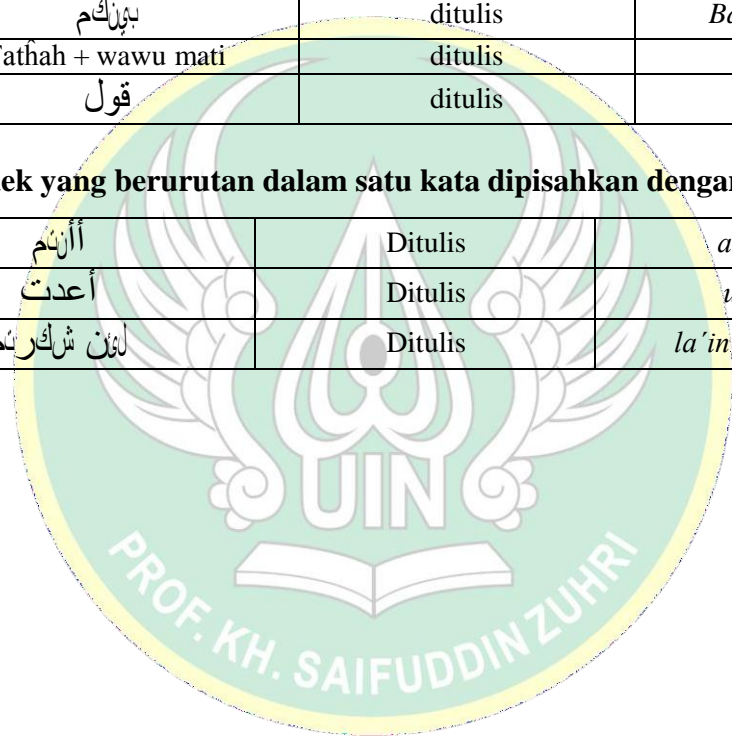 بينكم ditulis Ba
athah + wawu mati ditulis
قول ditulis
ek yang berurutan dalam satu kata dipisahkan dengan
أأنتم Ditulis a
أعدت Ditulis u
لئن شكرتم Ditulis la´in
UIN
PROF. KH. SAIFUDDIN ZUHRI